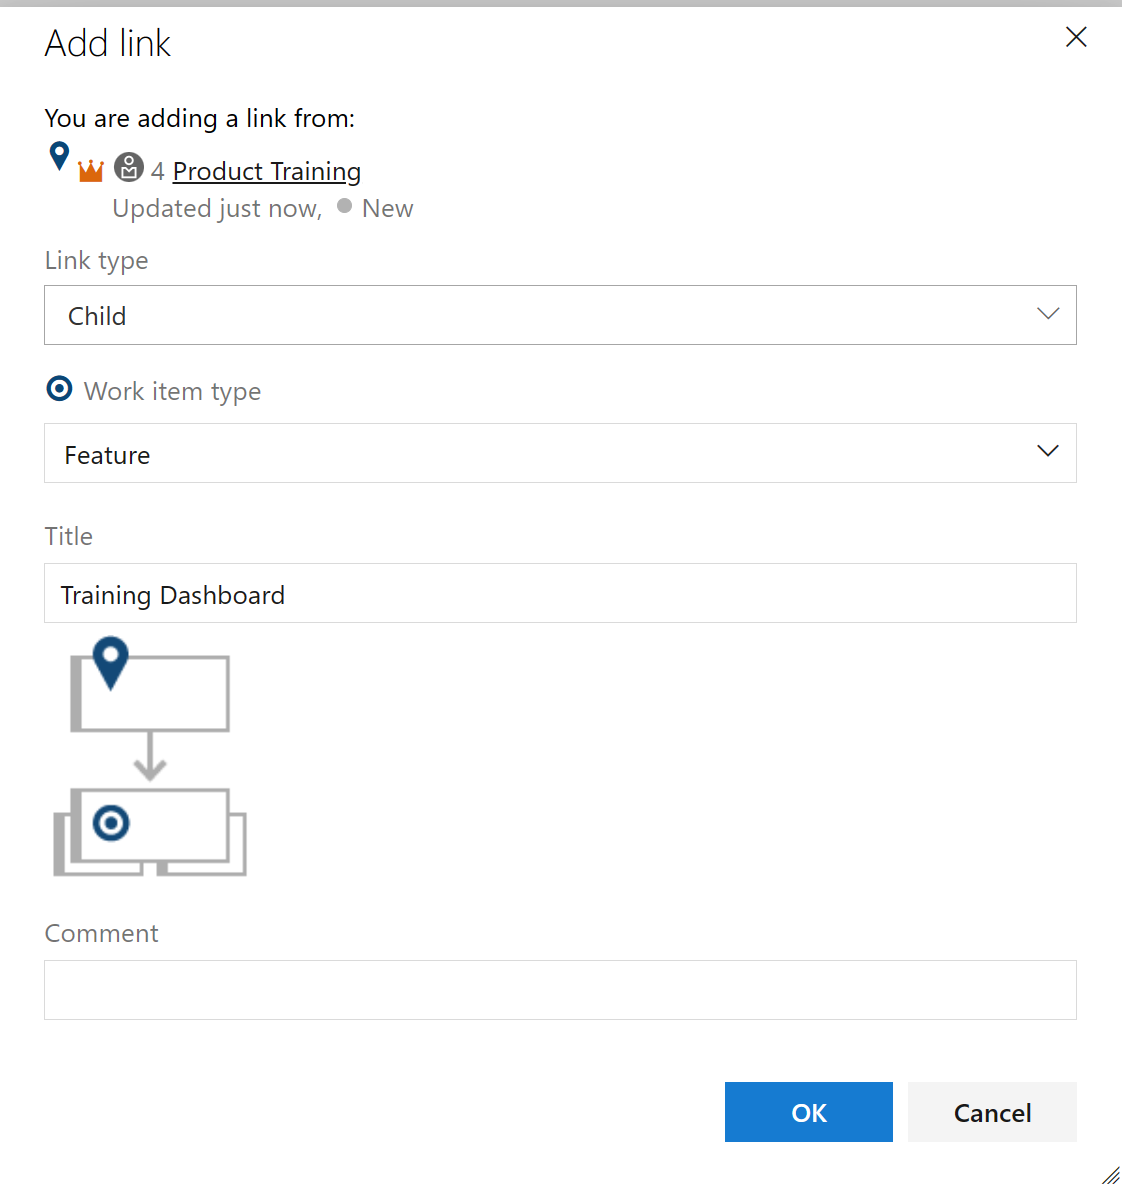 Add link
You are adding a link from:
4 Product Training
Updated just now, New
Link type
Child
Work item type
Feature
Title
Training Dashboard
Comment
OK Cancel